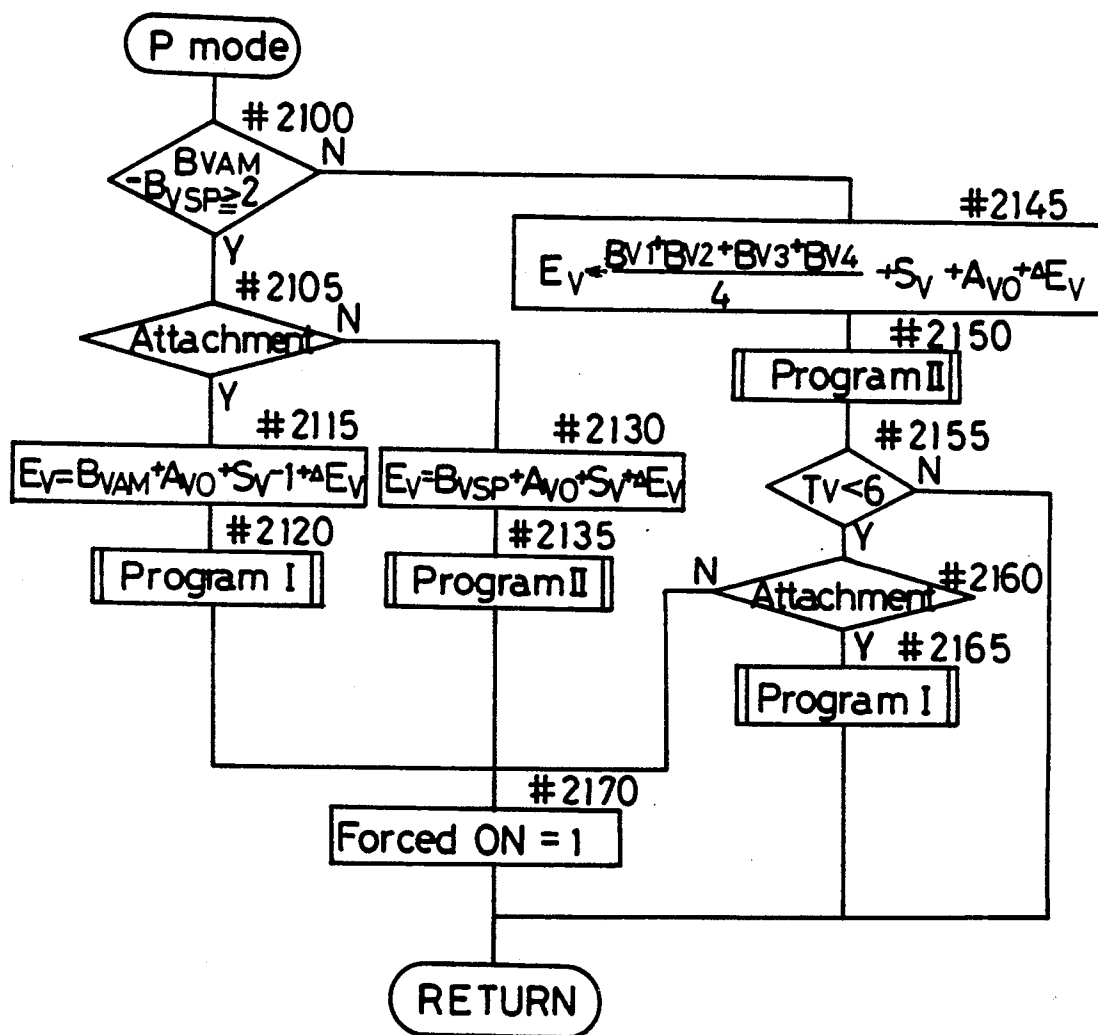 P mode
#2100
BVAM
-BVSP≧2
N
Y
#2105
Attachment
N
Y
#2115
EV=BVAM+AVO+SV-1+ΔEV
#2120
Program I
#2130
EV=BVSP+AVO+SV+ΔEV
#2135
Program II
#2145
EV←BV1+BV2+BV3+BV4/4+SV+AVO+ΔEV
#2150
Program II
#2155
TV<6
N
Y
#2160
Attachment
N
Y
#2165
Program I
#2170
Forced ON = 1
RETURN